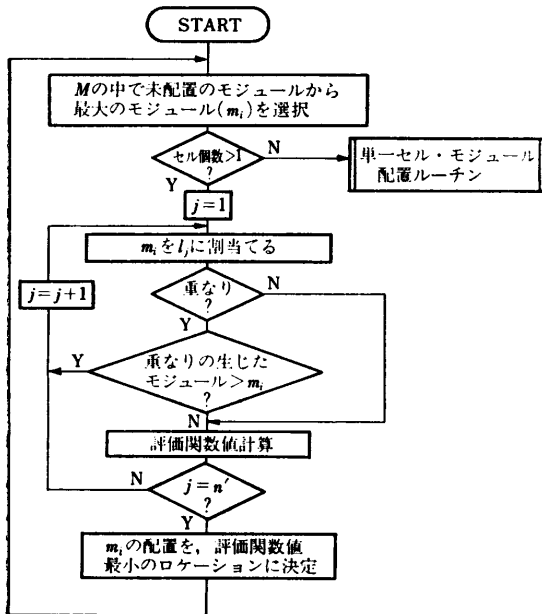 START
Mの中で未配置のモジュールから
最大のモジュール(mᵢ)を選択
セル個数>1
?
N
Y
単一セル・モジュール
配置ルーチン
j=1
mᵢをlⱼに割当てる
j=j+1
重なり
?
N
Y
重なりの生じた
モジュール>mᵢ
?
Y
N
評価関数値計算
j=n′
?
N
Y
mᵢの配置を,評価関数値
最小のロケーションに決定